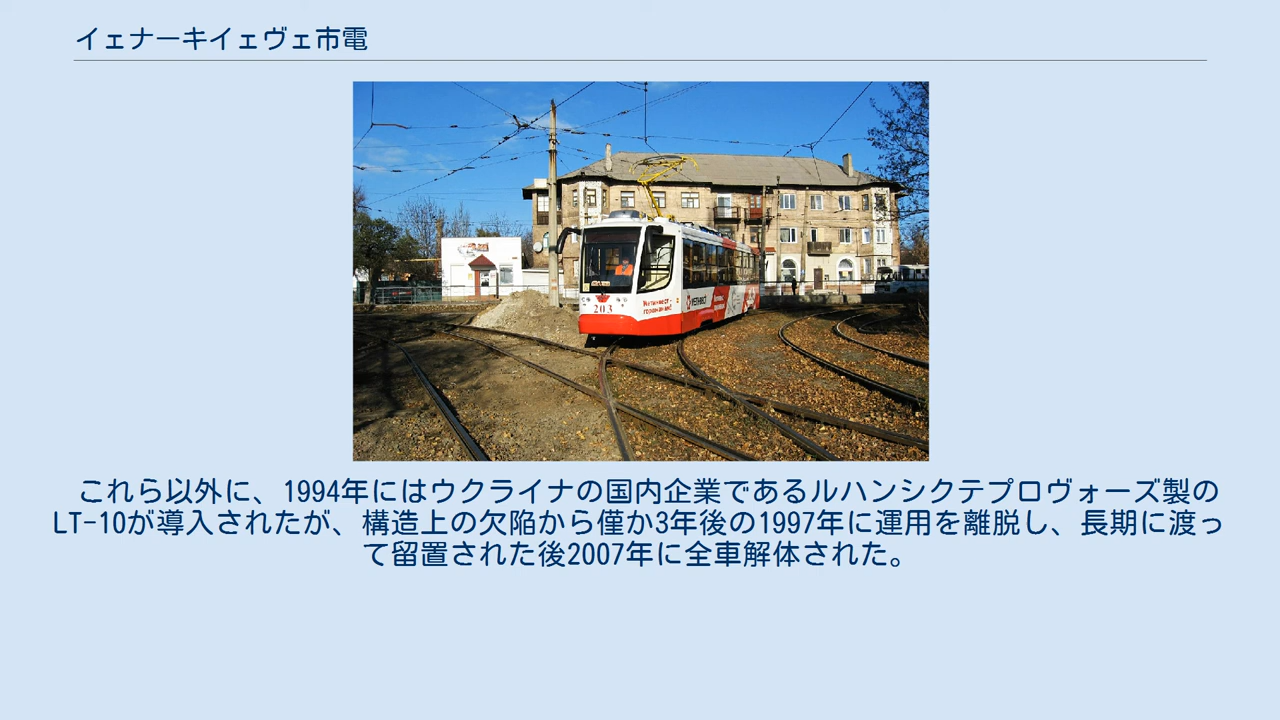 イェナーキイェヴェ市電
203
これら以外に、1994年にはウクライナの国内企業であるルハンシクテプロヴォーズ製の
LT-10が導入されたが、構造上の欠陥から僅か3年後の1997年に運用を離脱し、長期に渡っ
て留置された後2007年に全車解体された。